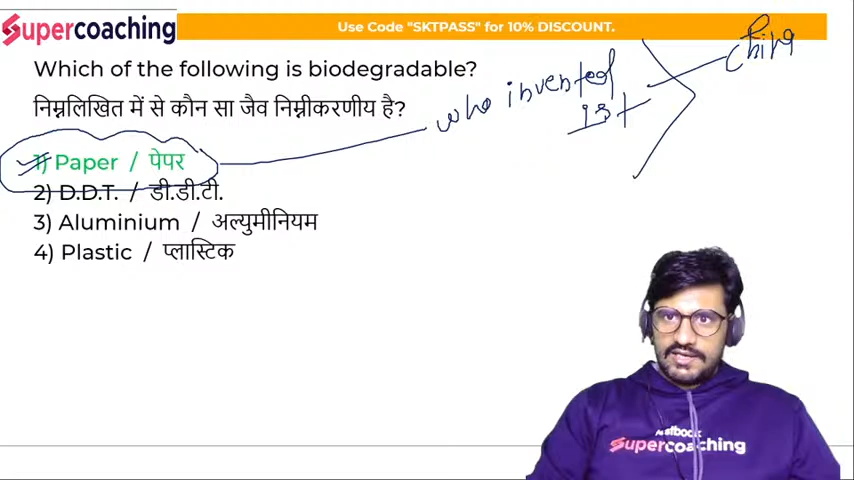 Supercoaching
Use Code "SKTPASS" for 10% DISCOUNT.
China
Which of the following is biodegradable?
who invented
1st
निम्नलिखित में से कौन सा जैव निम्नीकरणीय है?
1) Paper / पेपर
2) D.D.T. / डी.डी.टी.
3) Aluminium / अल्युमीनियम
4) Plastic / प्लास्टिक
testbook
Supercoaching